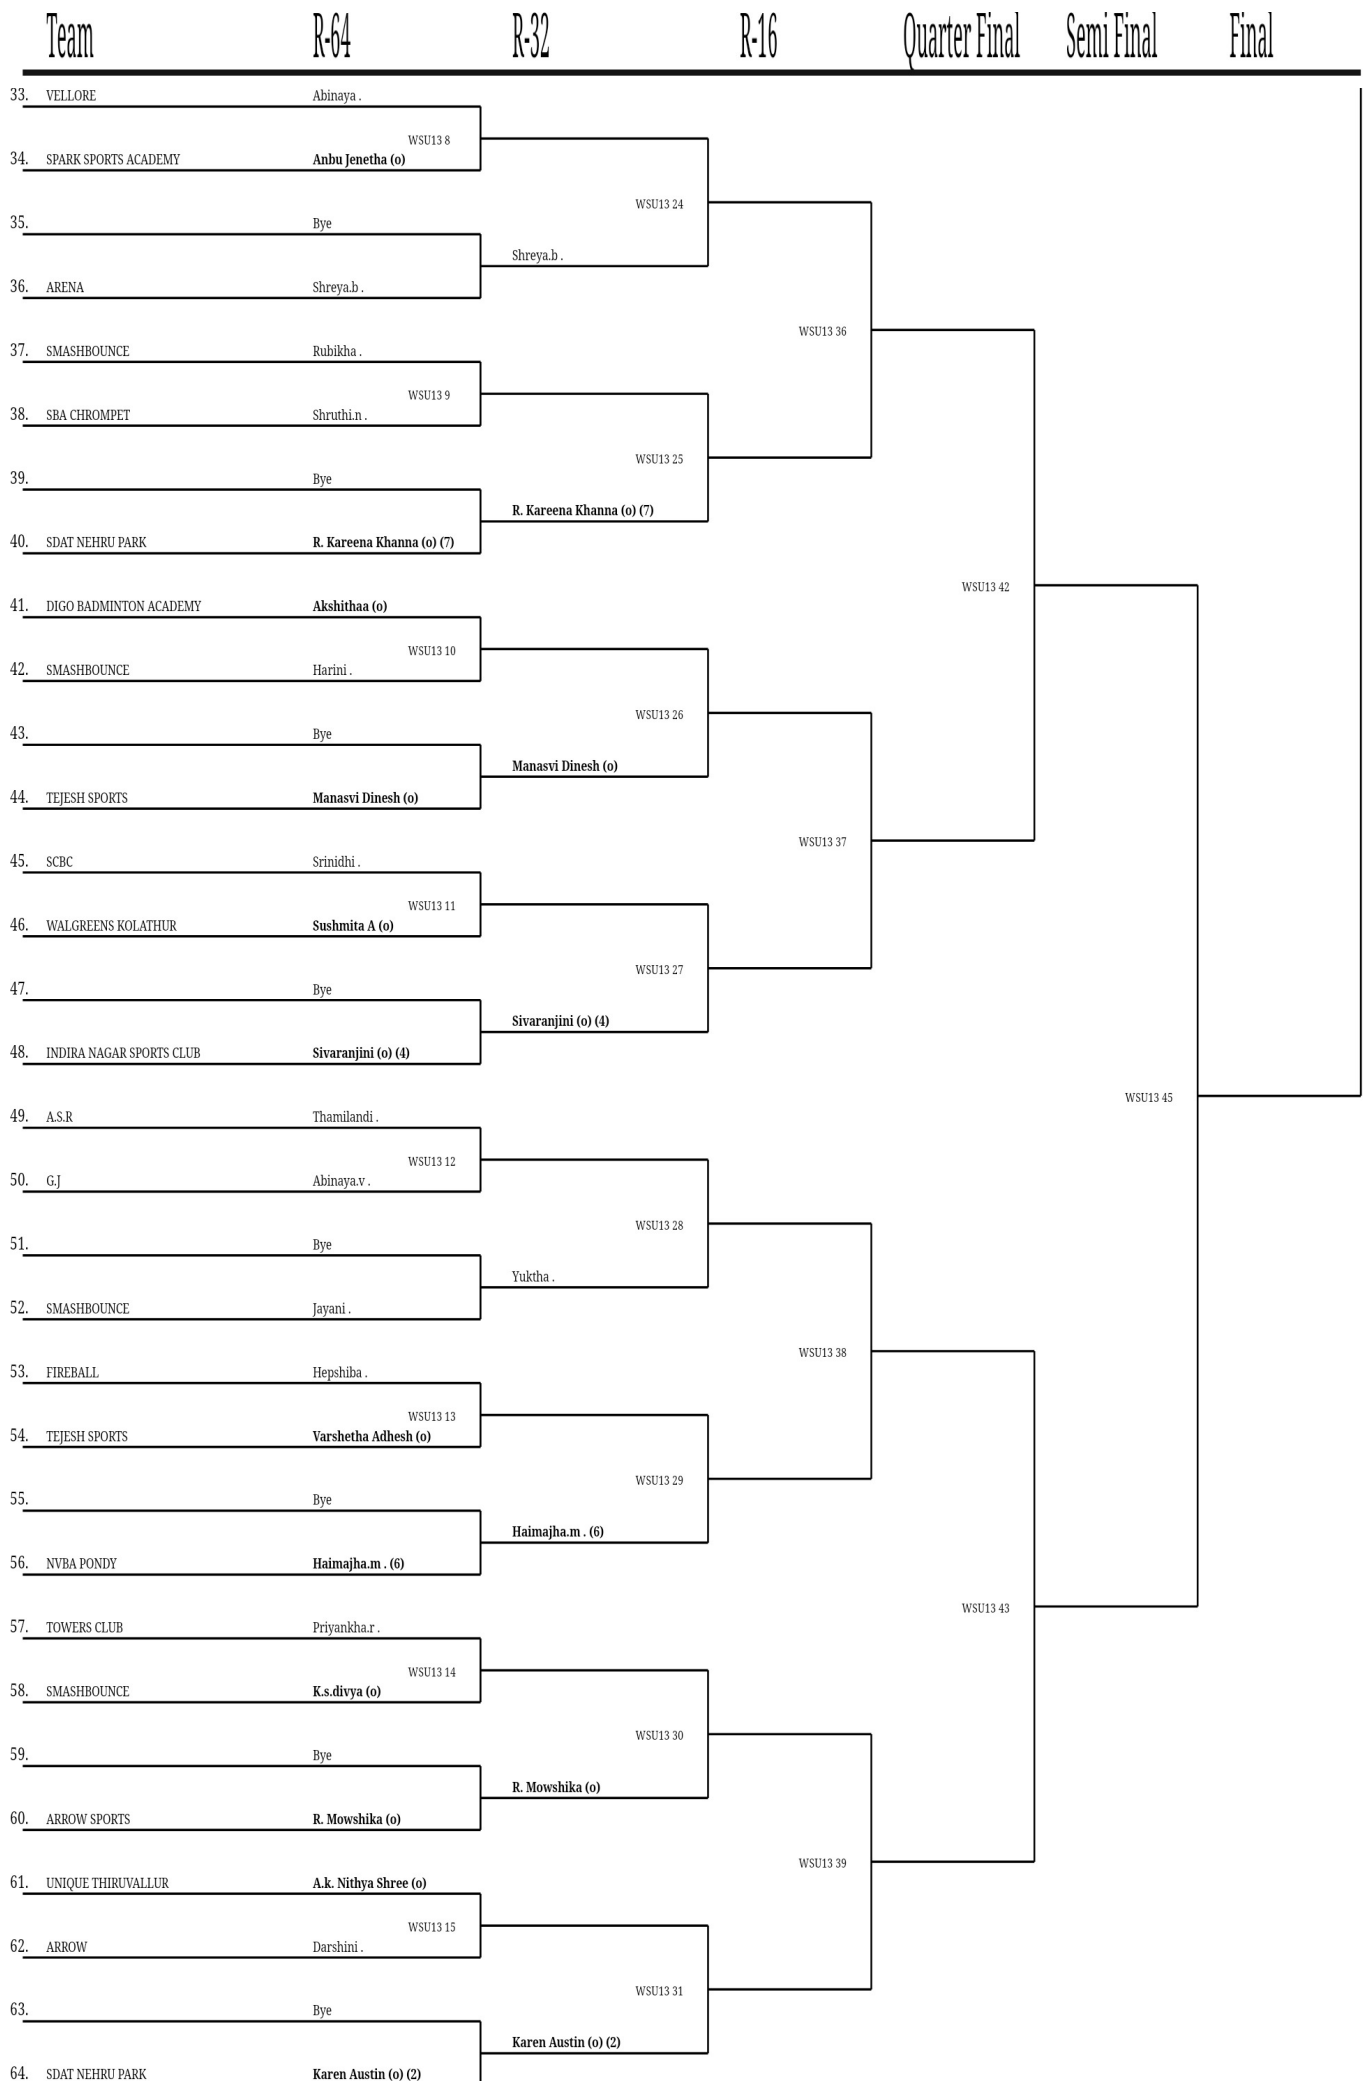 Team R-64 R-32 R-16 Quarter Final Semi Final Final
33. VELLORE Abinaya .
WSU13 8
34. SPARK SPORTS ACADEMY Anbu Jenetha (o)
WSU13 24
35. Bye
Shreya.b .
36. ARENA Shreya.b .
WSU13 36
37. SMASHBOUNCE Rubikha .
WSU13 9
38. SBA CHROMPET Shruthi.n .
WSU13 25
39. Bye
R. Kareena Khanna (o) (7)
40. SDAT NEHRU PARK R. Kareena Khanna (o) (7)
WSU13 42
41. DIGO BADMINTON ACADEMY Akshithaa (o)
WSU13 10
42. SMASHBOUNCE Harini .
WSU13 26
43. Bye
Manasvi Dinesh (o)
44. TEJESH SPORTS Manasvi Dinesh (o)
WSU13 37
45. SCBC Srinidhi .
WSU13 11
46. WALGREENS KOLATHUR Sushmita A (o)
WSU13 27
47. Bye
Sivaranjini (o) (4)
48. INDIRA NAGAR SPORTS CLUB Sivaranjini (o) (4)
WSU13 45
49. A.S.R Thamilandi .
WSU13 12
50. G.J Abinaya.v .
WSU13 28
51. Bye
Yuktha .
52. SMASHBOUNCE Jayani .
WSU13 38
53. FIREBALL Hepshiba .
WSU13 13
54. TEJESH SPORTS Varshetha Adhesh (o)
WSU13 29
55. Bye
Haimajha.m . (6)
56. NVBA PONDY Haimajha.m . (6)
WSU13 43
57. TOWERS CLUB Priyankha.r .
WSU13 14
58. SMASHBOUNCE K.s.divya (o)
WSU13 30
59. Bye
R. Mowshika (o)
60. ARROW SPORTS R. Mowshika (o)
WSU13 39
61. UNIQUE THIRUVALLUR A.k. Nithya Shree (o)
WSU13 15
62. ARROW Darshini .
WSU13 31
63. Bye
Karen Austin (o) (2)
64. SDAT NEHRU PARK Karen Austin (o) (2)